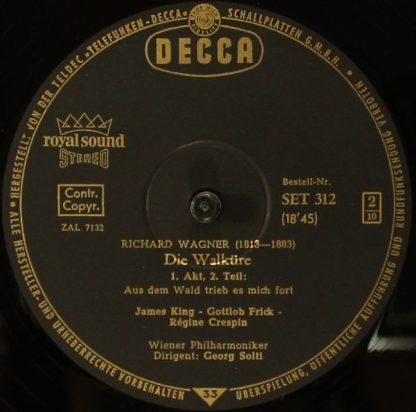 ALLE HERSTELLER- UND URHEBERRECHTE VORBEHALTEN • HERGESTELLT VON DER TELDEC »TELEFUNKEN-DECCA« SCHALLPLATTEN G.M.B.H.
ÜBERSPIELUNG, ÖFFENTLICHE AUFFÜHRUNG UND RUNDFUNKSENDUNG VERBOTEN
DECCA
royal sound
STEREO
Contr.
Copyr.
ZAL 7132
Bestell-Nr.
SET 312
(18'45)
2
10
RICHARD WAGNER (1813—1883)
Die Walküre
1. Akt, 2. Teil:
Aus dem Wald trieb es mich fort
James King - Gottlob Frick -
Régine Crespin
Wiener Philharmoniker
Dirigent: Georg Solti
33